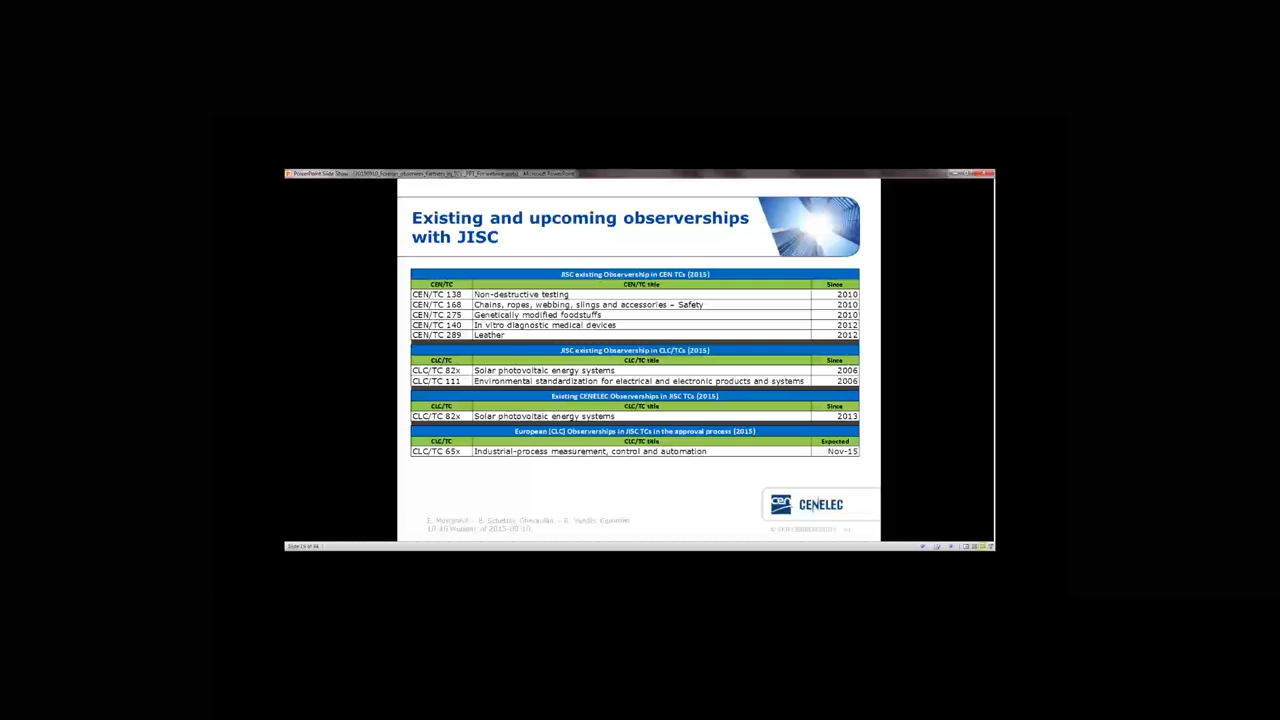 Existing and upcoming observerships
with JISC
JISC existing Observership in CEN TCs (2015)
CEN/TC CEN/TC title Since
CEN/TC 138 Non-destructive testing 2010
CEN/TC 168 Chains, ropes, webbing, slings and accessories – Safety 2010
CEN/TC 275 Genetically modified foodstuffs 2010
CEN/TC 140 In vitro diagnostic medical devices 2012
CEN/TC 289 Leather 2012
JISC existing Observership in CLC/TCs (2015)
CLC/TC CLC/TC title Since
CLC/TC 82x Solar photovoltaic energy systems 2006
CLC/TC 111 Environmental standardization for electrical and electronic products and systems 2006
Existing CENELEC Observerships in JISC TCs (2015)
CLC/TC CLC/TC title Since
CLC/TC 82x Solar photovoltaic energy systems 2013
European (CLC) Observerships in JISC TCs in the approval process (2015)
CLC/TC CLC/TC title Expected
CLC/TC 65x Industrial-process measurement, control and automation Nov-15
cen CENELEC